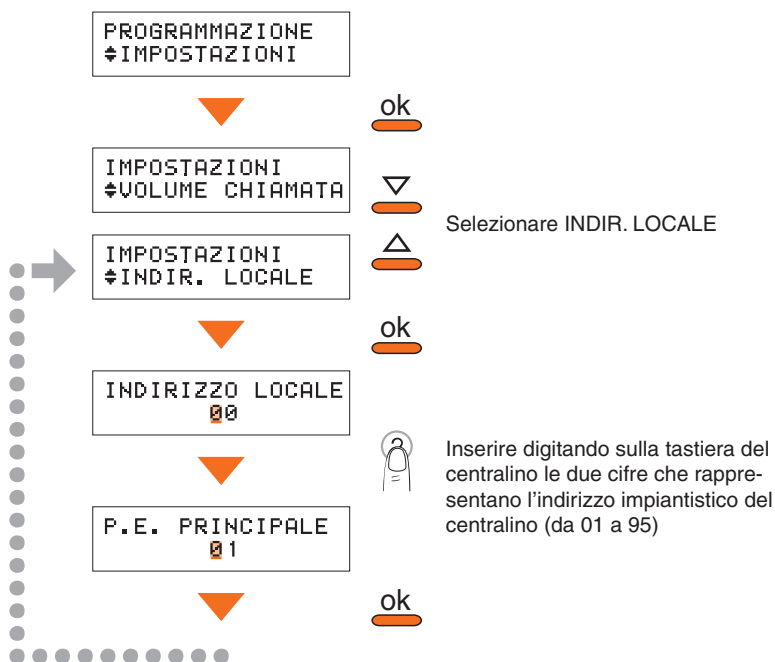 PROGRAMMAZIONE
IMPOSTAZIONI
ok
IMPOSTAZIONI
VOLUME CHIAMATA
Selezionare INDIR. LOCALE
IMPOSTAZIONI
INDIR. LOCALE
ok
INDIRIZZO LOCALE
00
Inserire digitando sulla tastiera del
centralino le due cifre che rappre-
sentano l'indirizzo impiantistico del
centralino (da 01 a 95)
P.E. PRINCIPALE
01
ok